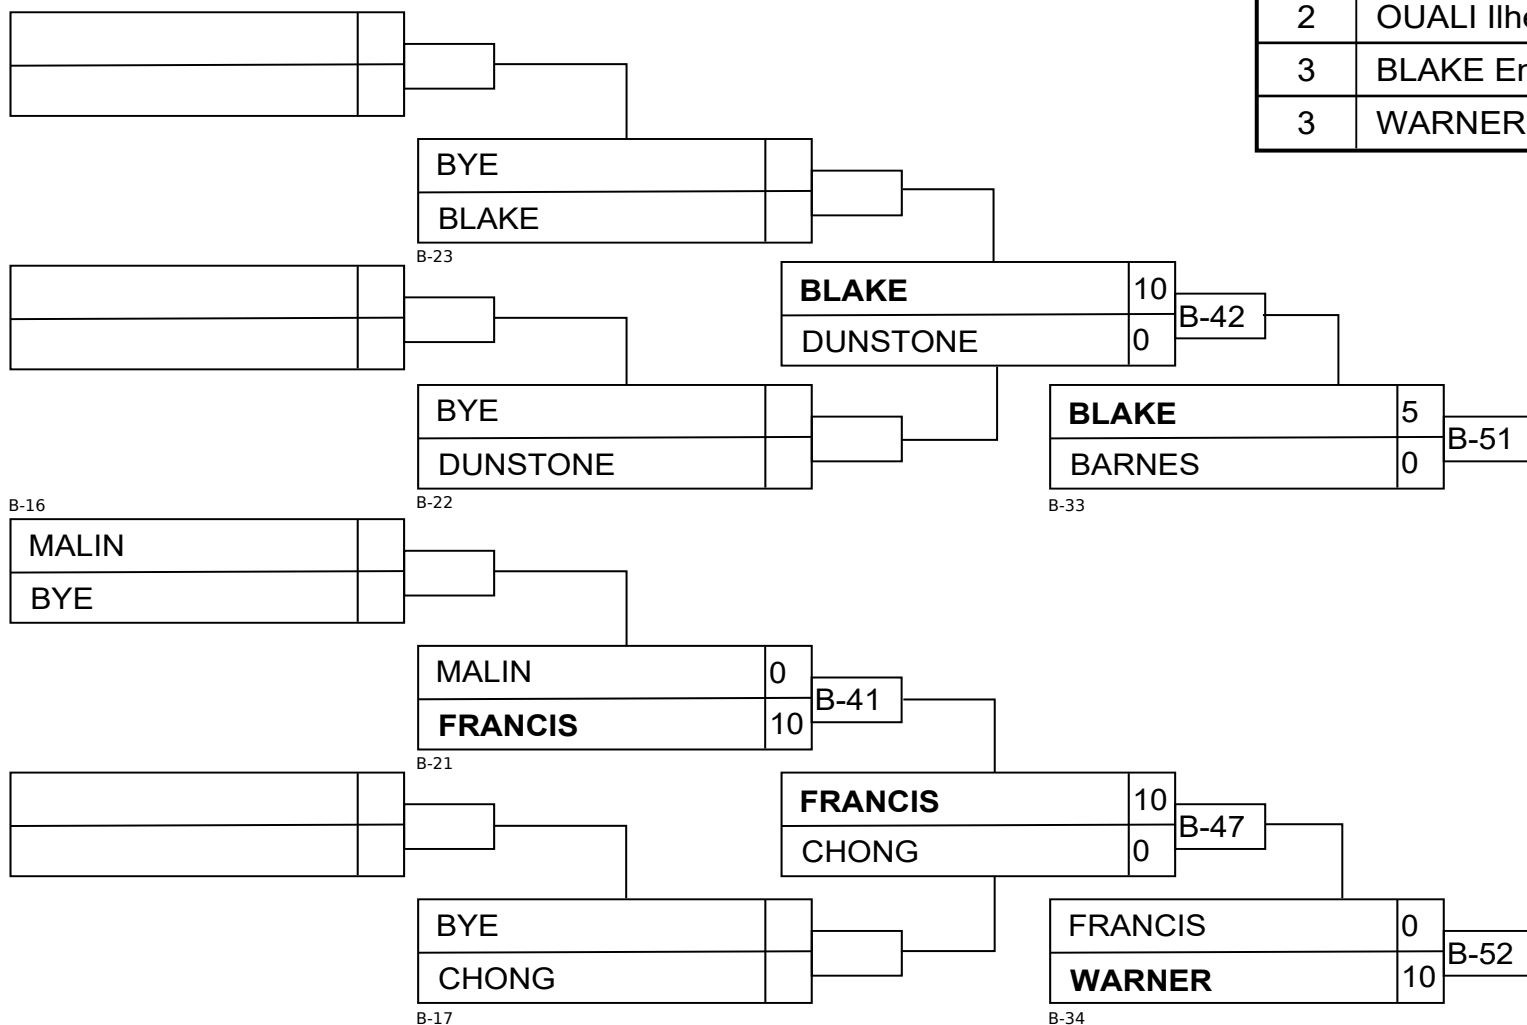 2 OUALI
3 BLAKE
3 WARNER
BYE
BLAKE
B-23
BLAKE 10
DUNSTONE 0
B-42
BYE
DUNSTONE
B-22
BLAKE 5
BARNES 0
B-51
B-33
B-16
MALIN
BYE
MALIN 0
FRANCIS 10
B-41
B-21
FRANCIS 10
CHONG 0
B-47
BYE
CHONG
B-17
FRANCIS 0
WARNER 10
B-52
B-34